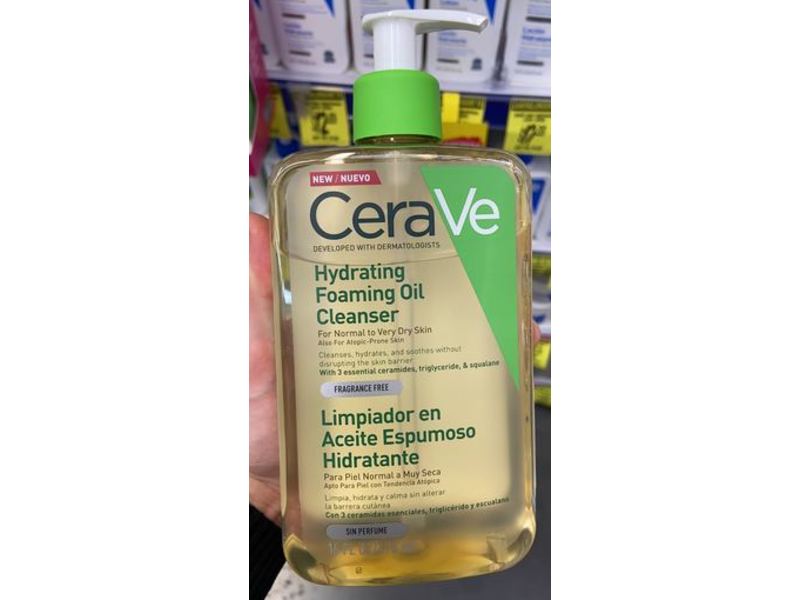 NEW / NUEVO
CeraVe
DEVELOPED WITH DERMATOLOGISTS
Hydrating
Foaming Oil
Cleanser
For Normal to Very Dry Skin
Also For Atopic-Prone Skin
Cleanses, hydrates, and soothes without
disrupting the skin barrier
With 3 essential ceramides, triglyceride, & squalane
FRAGRANCE FREE
Limpiador en
Aceite Espumoso
Hidratante
Para Piel Normal a Muy Seca
Apto Para Piel con Tendencia Atópica
Limpia, hidrata y calma sin alterar
la barrera cutánea
Con 3 ceramidas esenciales, triglicérido y escualano
SIN PERFUME